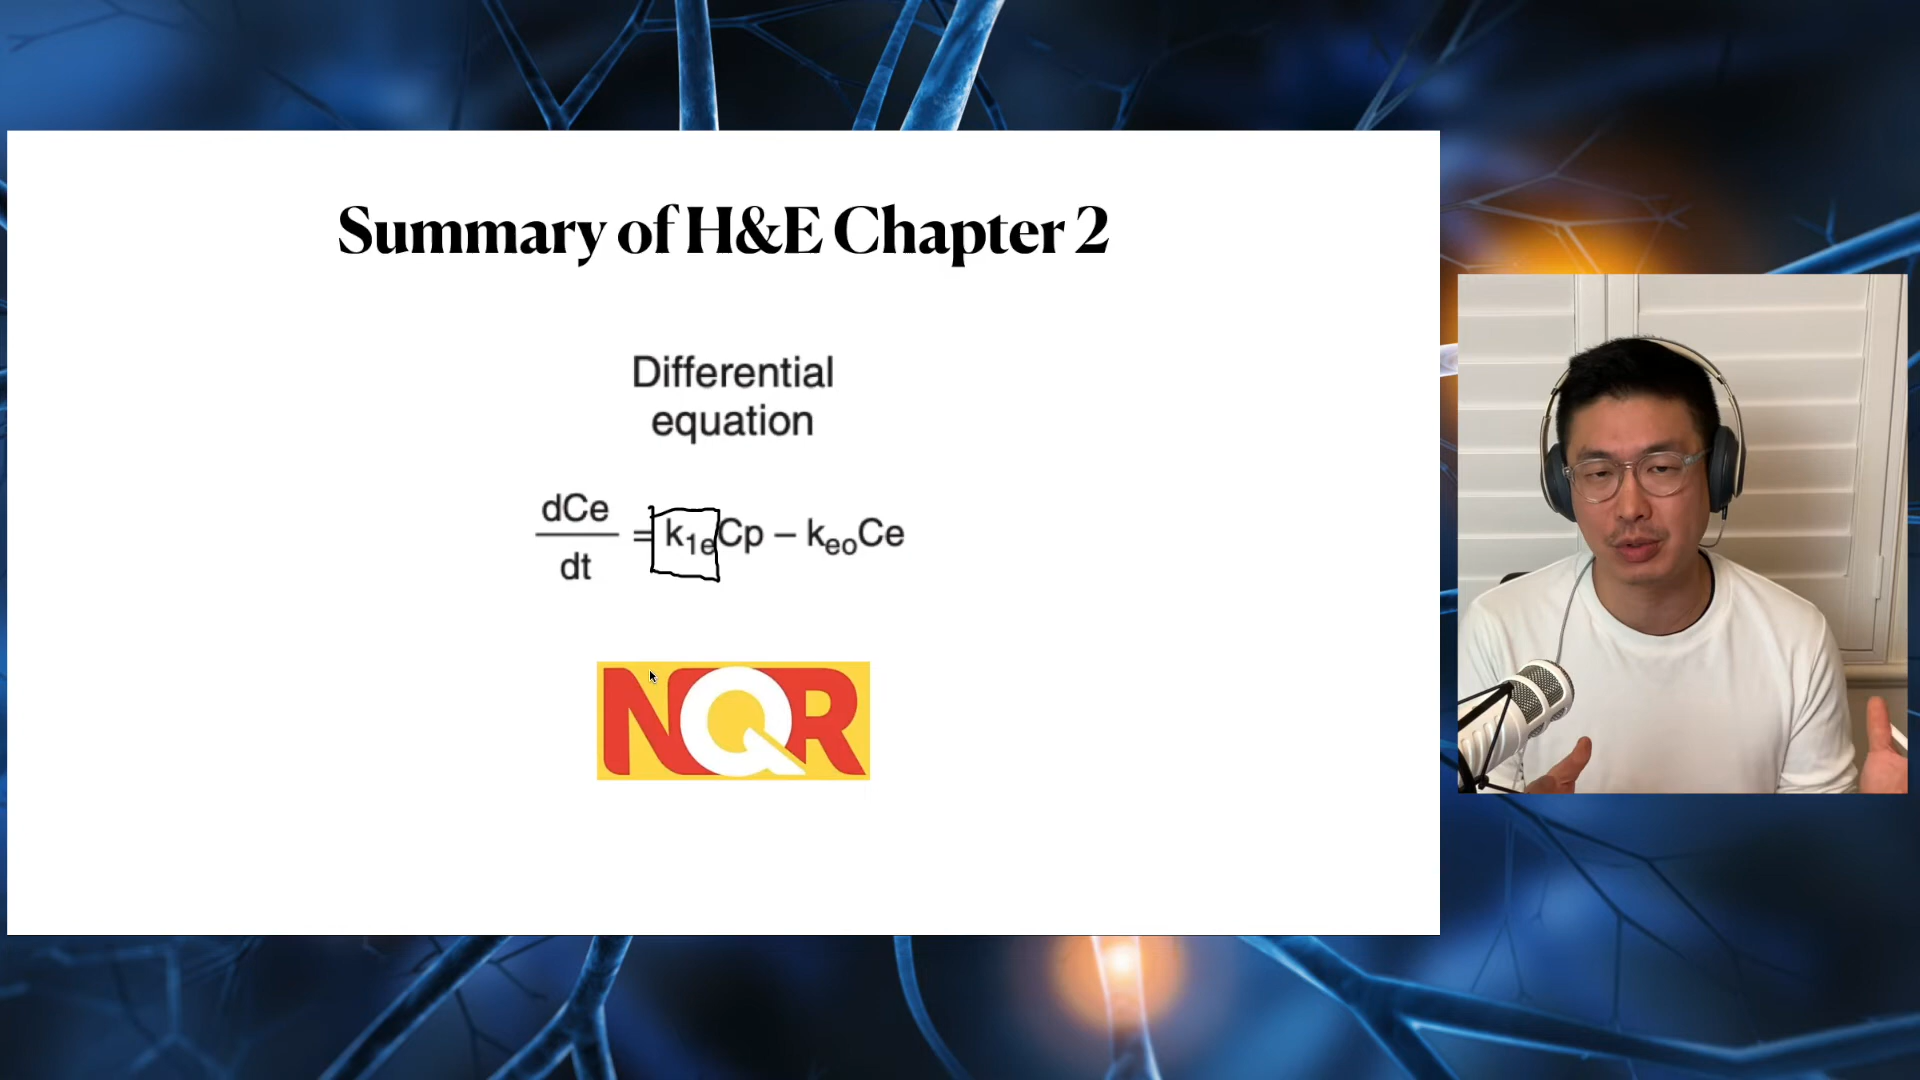 Summary of H&E Chapter 2
Differential
equation
dCe
dt
= k1eCp – keoCe
NQR